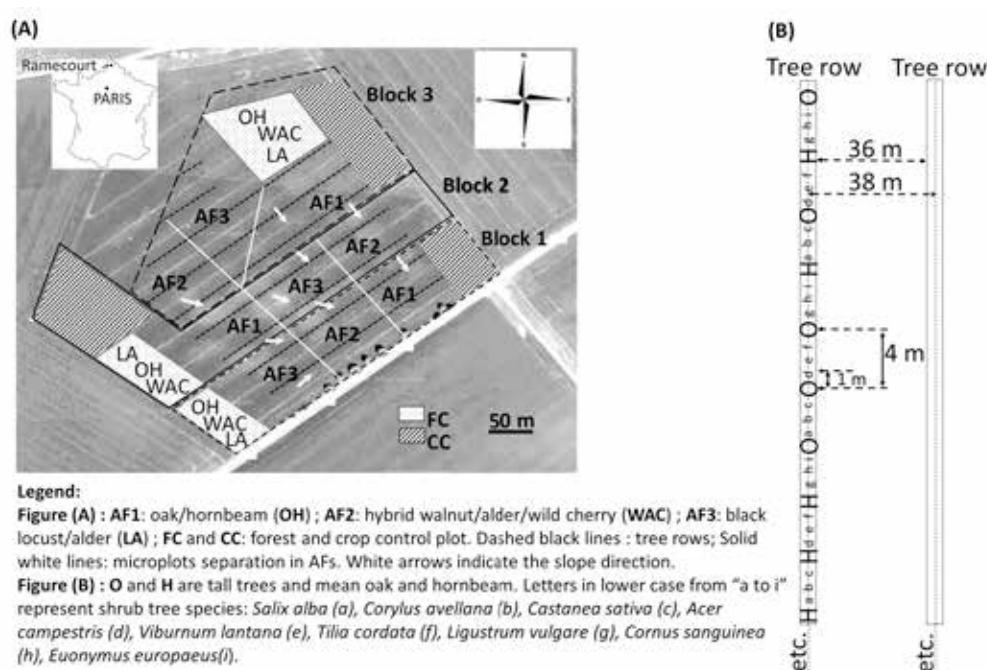 (A)
Ramecourt
PARIS
Block 3
OH
WAC
LA
Block 2
AF1
AF3
Block 1
AF2
AF2
AF3
AF1
AF1
AF2
AF3
LA
OH
WAC
OH
WAC
LA
FC
CC
50 m
Legend:
Figure (A) : AF1: oak/hornbeam (OH) ; AF2: hybrid walnut/alder/wild cherry (WAC) ; AF3: black
locust/alder (LA) ; FC and CC: forest and crop control plot. Dashed black lines : tree rows; Solid
white lines: microplots separation in AFs. White arrows indicate the slope direction.
Figure (B) : O and H are tall trees and mean oak and hornbeam. Letters in lower case from “a to i”
represent shrub tree species: Salix alba (a), Corylus avellana (b), Castanea sativa (c), Acer
campestris (d), Viburnum lantana (e), Tilia cordata (f), Ligustrum vulgare (g), Cornus sanguinea
(h), Euonymus europaeus(i).
(B)
Tree row
Tree row
etc. H a b c H d e f H g h i O a b c O d e f O g h i H a b c O d e f H g h i O
36 m
38 m
4 m
1 m
etc.